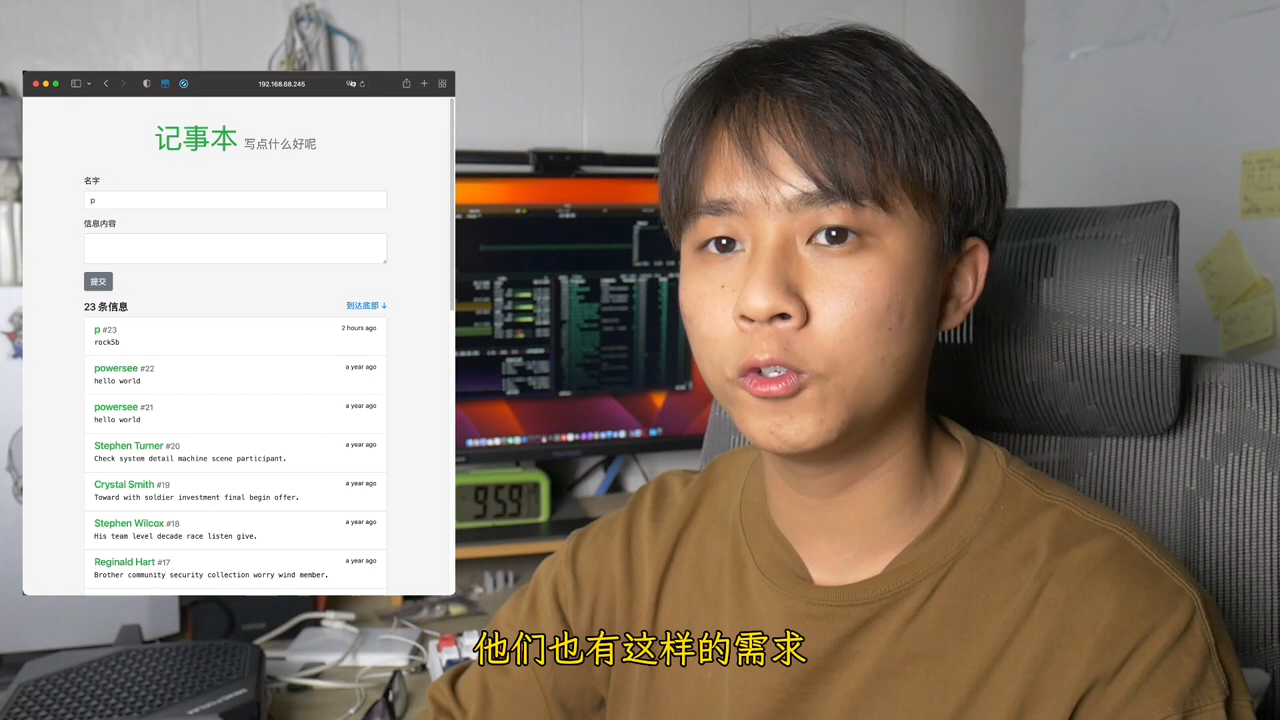 192.168.68.245
记事本 写点什么好呢
名字
p
信息内容
提交
23 条信息 到达底部 ↓
p #23 2 hours ago
rock5b
powersee #22 a year ago
hello world
powersee #21 a year ago
hello world
Stephen Turner #20 a year ago
Check system detail machine scene participant.
Crystal Smith #19 a year ago
Toward with soldier investment final begin offer.
Stephen Wilcox #18 a year ago
His team level decade race listen give.
Reginald Hart #17 a year ago
Brother community security collection worry wind member.
9:59
他们也有这样的需求